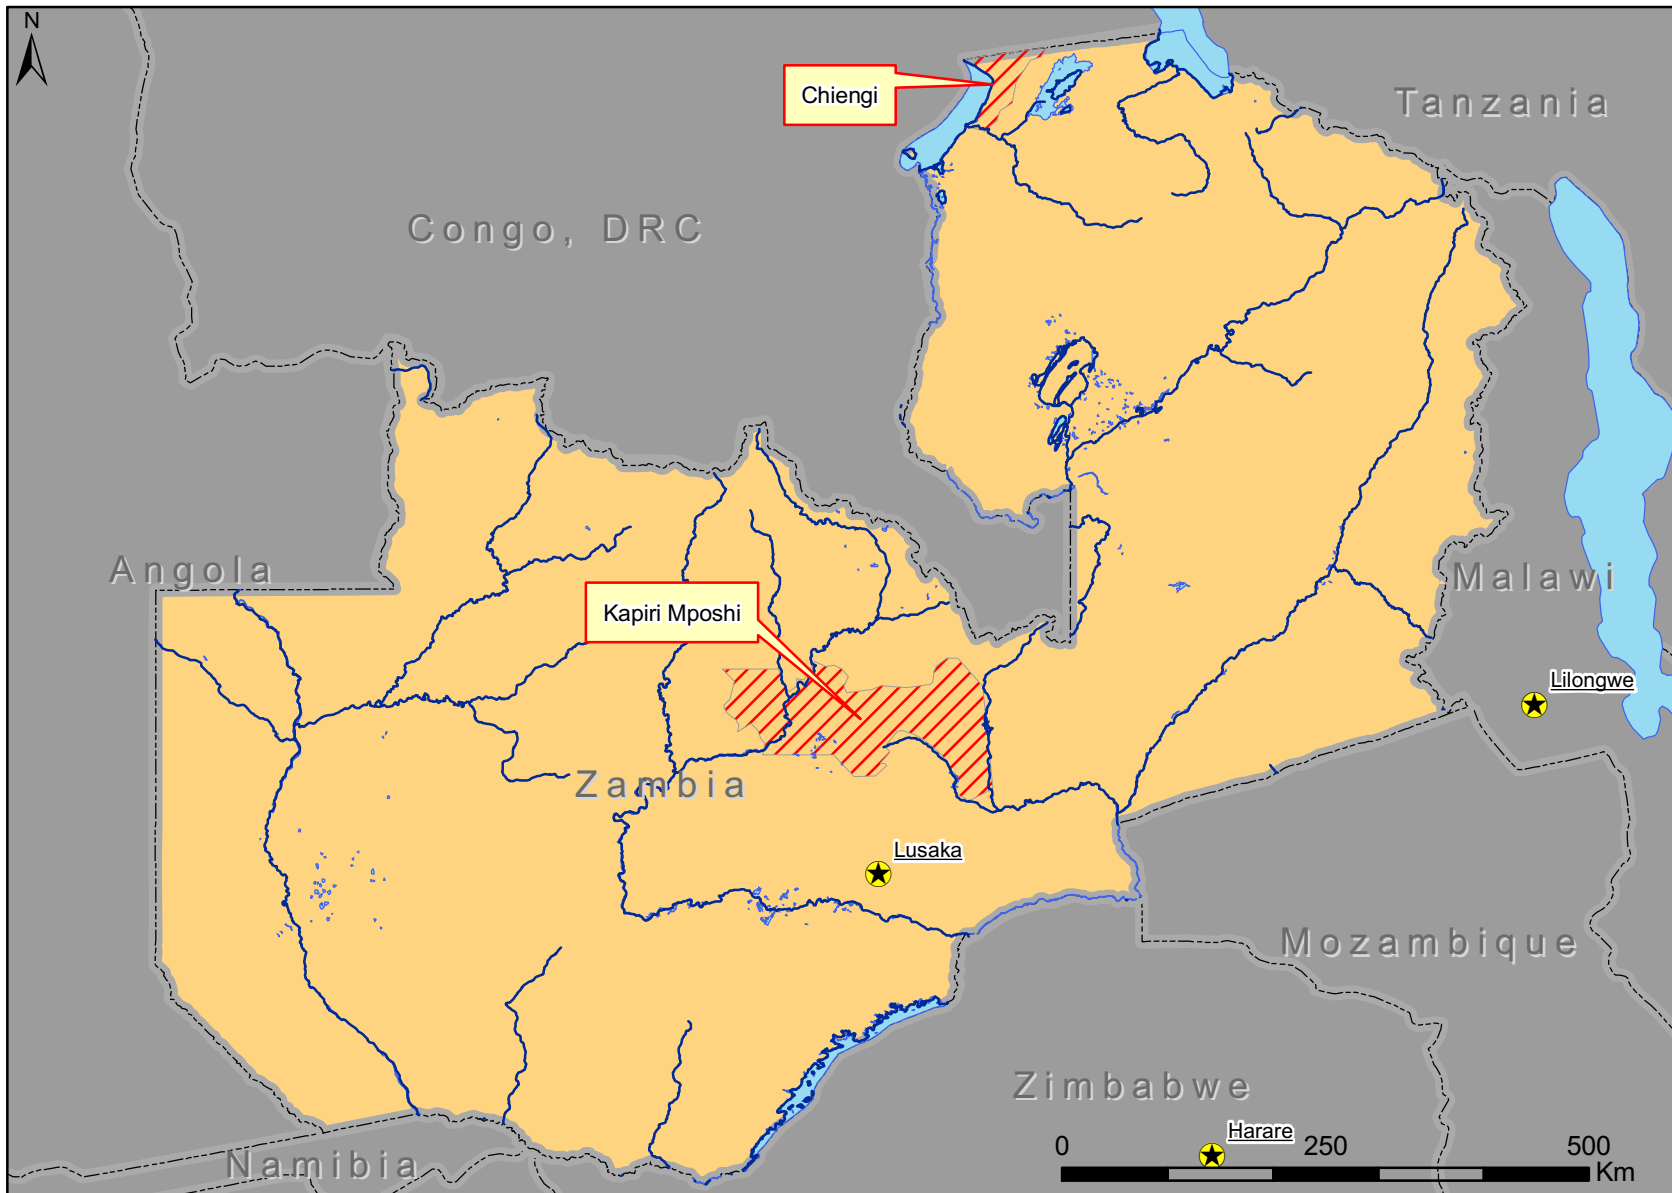 N
Chiengi
Tanzania
Congo, DRC
Angola
Malawi
Kapiri Mposhi
Lilongwe
Zambia
Lusaka
Mozambique
Zimbabwe
Harare
0 250 500
Km
Namibia